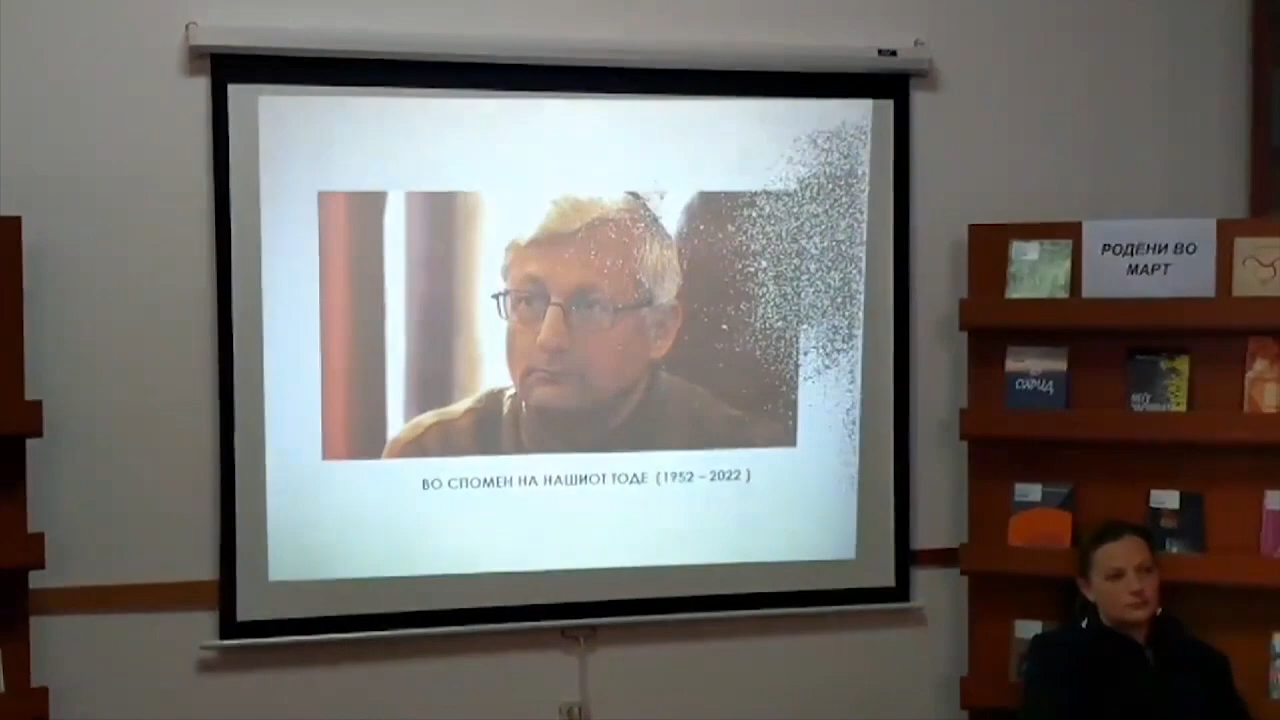 ВО СПОМЕН НА НАШИОТ ТОДЕ (1952 – 2022 )
РОДЕНИ ВО
МАРТ